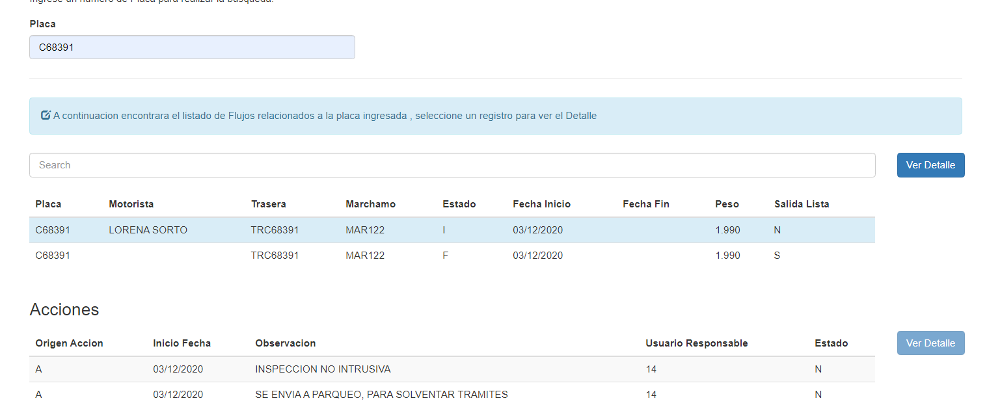 Ingrese un numero de Placa para realizar la busqueda.
Placa
C68391
A continuacion encontrara el listado de Flujos relacionados a la placa ingresada , seleccione un registro para ver el Detalle
Search
Ver Detalle
Placa Motorista Trasera Marchamo Estado Fecha Inicio Fecha Fin Peso Salida Lista
C68391 LORENA SORTO TRC68391 MAR122 I 03/12/2020 1.990 N
C68391 TRC68391 MAR122 F 03/12/2020 1.990 S
Acciones
Origen Accion Inicio Fecha Observacion Usuario Responsable Estado
Ver Detalle
A 03/12/2020 INSPECCION NO INTRUSIVA 14 N
A 03/12/2020 SE ENVIA A PARQUEO, PARA SOLVENTAR TRAMITES 14 N